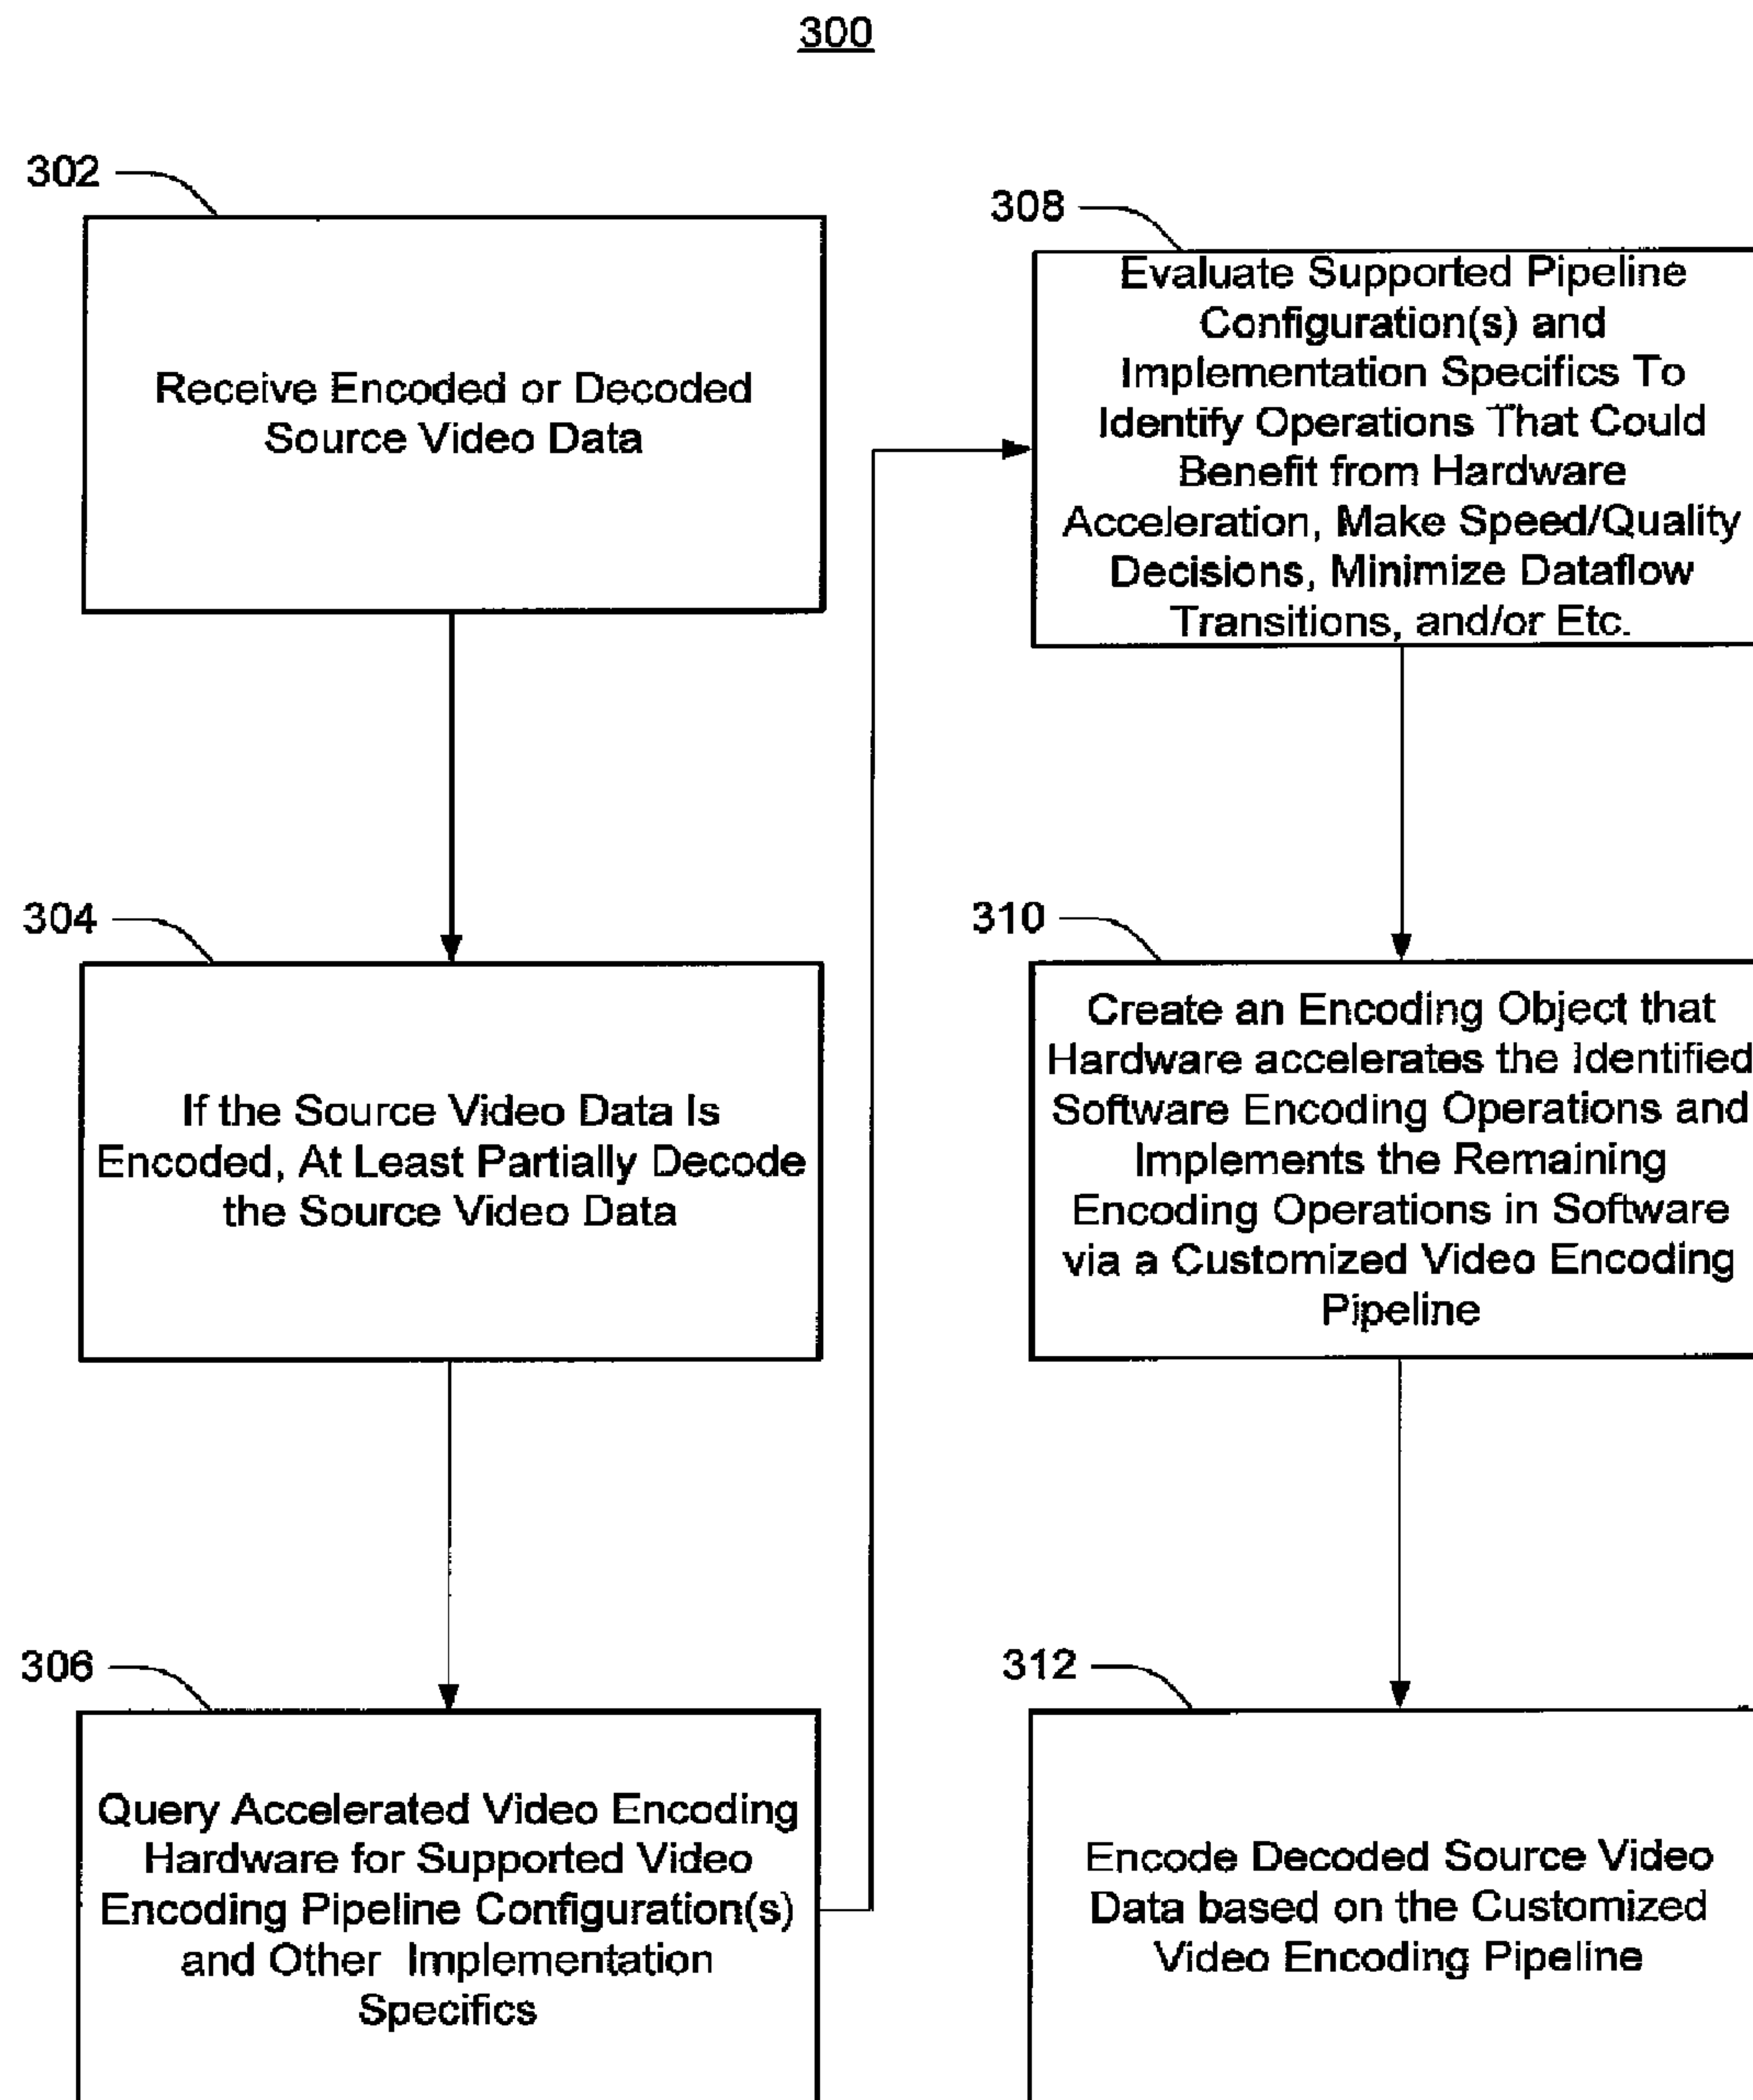 300
302
Receive Encoded or Decoded
Source Video Data
304
If the Source Video Data Is
Encoded, At Least Partially Decode
the Source Video Data
306
Query Accelerated Video Encoding
Hardware for Supported Video
Encoding Pipeline Configuration(s)
and Other Implementation
Specifics
308
Evaluate Supported Pipeline
Configuration(s) and
Implementation Specifics To
Identify Operations That Could
Benefit from Hardware
Acceleration, Make Speed/Quality
Decisions, Minimize Dataflow
Transitions, and/or Etc.
310
Create an Encoding Object that
Hardware accelerates the Identified
Software Encoding Operations and
Implements the Remaining
Encoding Operations in Software
via a Customized Video Encoding
Pipeline
312
Encode Decoded Source Video
Data based on the Customized
Video Encoding Pipeline